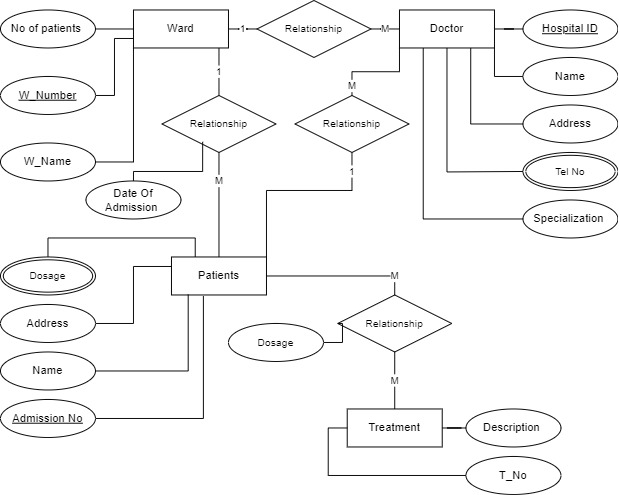 No of patients
Ward
1
Relationship
M
Doctor
Hospital ID
W_Number
1
M
Name
Relationship
Relationship
Address
W_Name
M
1
Tel No
Date Of
Admission
Specialization
Dosage
Patients
M
Address
Relationship
Dosage
Name
M
Admission No
Treatment
Description
T_No